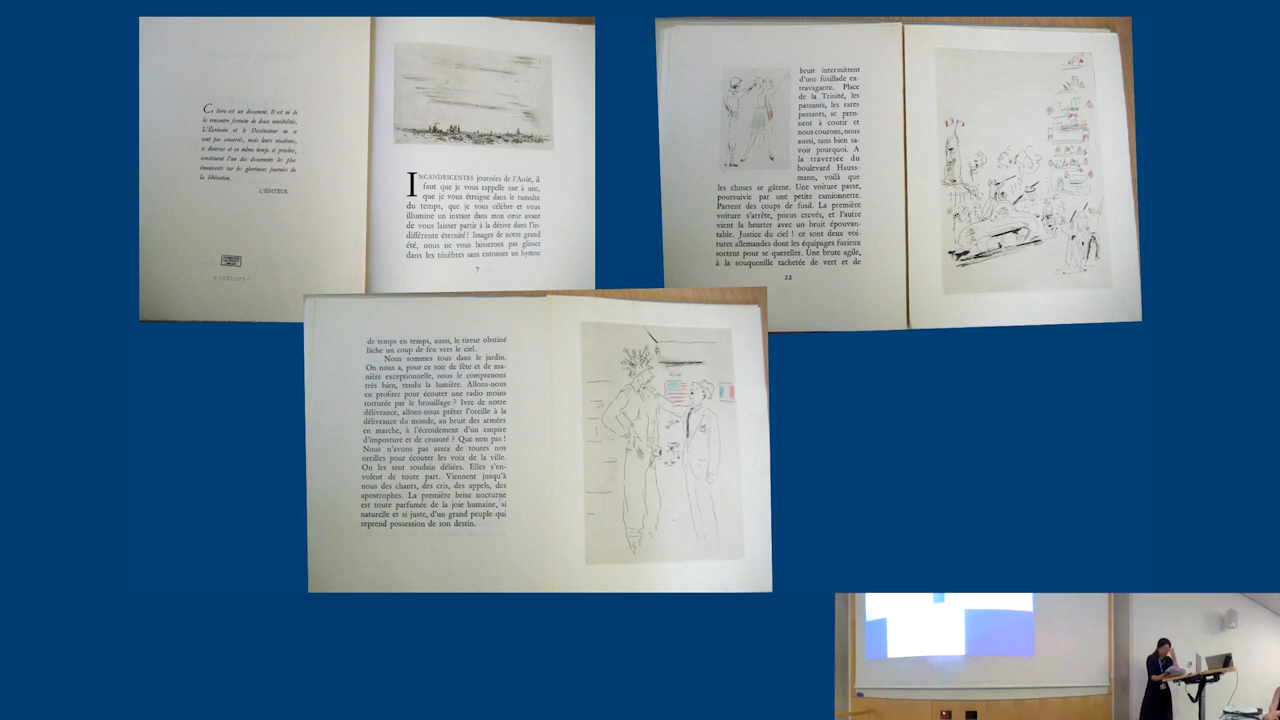 Ce livre est un document. Il est né de
la rencontre fortuite de deux sensibilités.
L'Écrivain et le Dessinateur ne se
sont pas concertés, mais leurs réactions,
si diverses et en même temps si proches,
constituent l'un des documents les plus
émouvants sur les glorieuses journées de
la libération.
L'ÉDITEUR
INCANDESCENTES journées de l'Août, il
faut que je vous rappelle une à une,
que je vous étreigne dans le tumulte
du temps, que je vous célèbre et vous
illumine un instant dans mon cœur avant
de vous laisser partir à la dérive dans l'in-
différente éternité! Images de notre grand
été, nous ne vous laisserons pas glisser
dans les ténèbres sans entonner un hymne
7
bruit intermittent
d'une fusillade ex-
travagante. Place
de la Trinité, les
passants, les rares
passants, se pren-
nent à courir et
nous courons, nous
aussi, sans bien sa-
voir pourquoi. A
la traversée du
boulevard Hauss-
mann, voilà que
les choses se gâtent. Une voiture passe,
poursuivie par une petite camionnette.
Partent des coups de fusil. La première
voiture s'arrête, pneus crevés, et l'autre
vient la heurter avec un bruit épouvan-
table. Justice du ciel! ce sont deux voi-
tures allemandes dont les équipages furieux
sortent pour se quereller. Une brute agile,
à la souquenille tachetée de vert et de
22
de temps en temps, aussi, le tireur obstiné
lâche un coup de feu vers le ciel.
Nous sommes tous dans le jardin.
On nous a, pour ce soir de fête et de ma-
nière exceptionnelle, nous le comprenons
très bien, rendu la lumière. Allons-nous
en profiter pour écouter une radio moins
torturée par le brouillage? Ivre de notre
délivrance, allons-nous prêter l'oreille à la
délivrance du monde, au bruit des armées
en marche, à l'écroulement d'un empire
d'imposture et de cruauté? Que non pas!
Nous n'avons pas assez de toutes nos
oreilles pour écouter les voix de la ville.
On les sent soudain déliées. Elles s'en-
volent de toute part. Viennent jusqu'à
nous des chants, des cris, des appels, des
apostrophes. La première brise nocturne
est toute parfumée de la joie humaine, si
naturelle et si juste, d'un grand peuple qui
reprend possession de son destin.